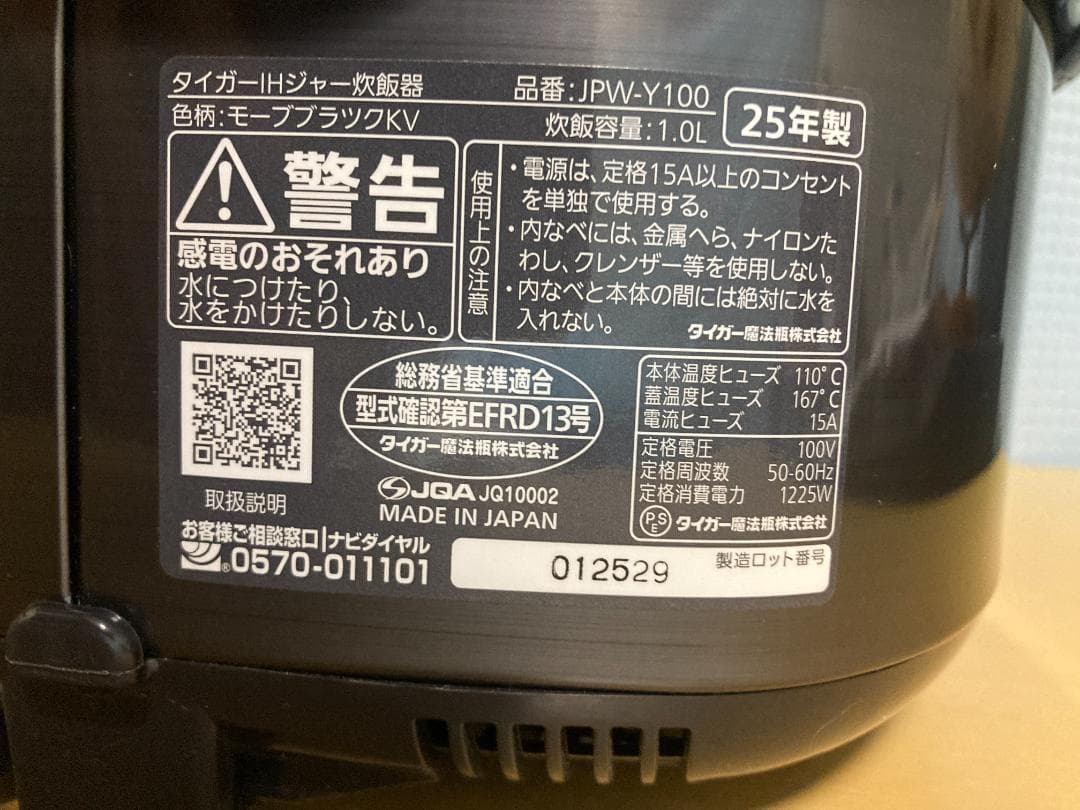 タイガーIHジャー炊飯器
品番:JPW-Y100
25年製
色柄:モーブブラックKV
炊飯容量:1.0L
警告
感電のおそれあり
水につけたり、
水をかけたりしない。
使用上の注意
・電源は、定格15A以上のコンセント
を単独で使用する。
・内なべには、金属へら、ナイロンた
わし、クレンザー等を使用しない。
・内なべと本体の間には絶対に水を
入れない。
タイガー魔法瓶株式会社
取扱説明
総務省基準適合
型式確認第EFRD13号
タイガー魔法瓶株式会社
JQA JQ10002
MADE IN JAPAN
本体温度ヒューズ 110°C
蓋温度ヒューズ 167°C
電流ヒューズ 15A
定格電圧 100V
定格周波数 50-60Hz
定格消費電力 1225W
PSE タイガー魔法瓶株式会社
お客様ご相談窓口|ナビダイヤル
®0570-011101
012529
製造ロット番号